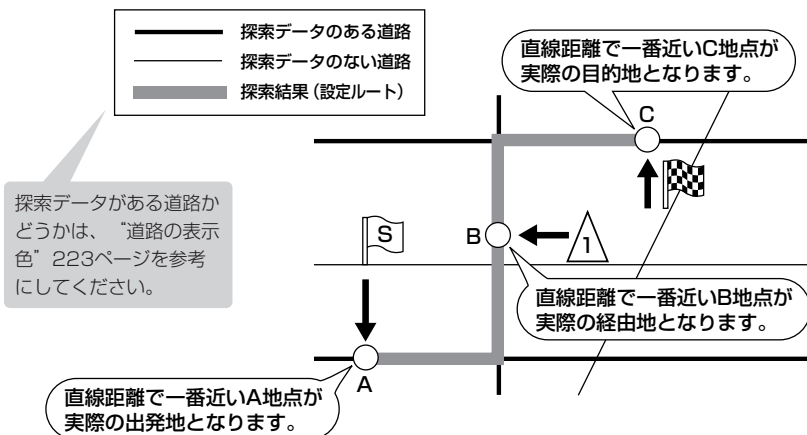 探索データのある道路
探索データのない道路
探索結果（設定ルート）
直線距離で一番近いC地点が
実際の目的地となります。
C
探索データがある道路か
どうかは、“道路の表示
色”223ページを参考
にしてください。
S
B
1
直線距離で一番近いB地点が
実際の経由地となります。
A
直線距離で一番近いA地点が
実際の出発地となります。